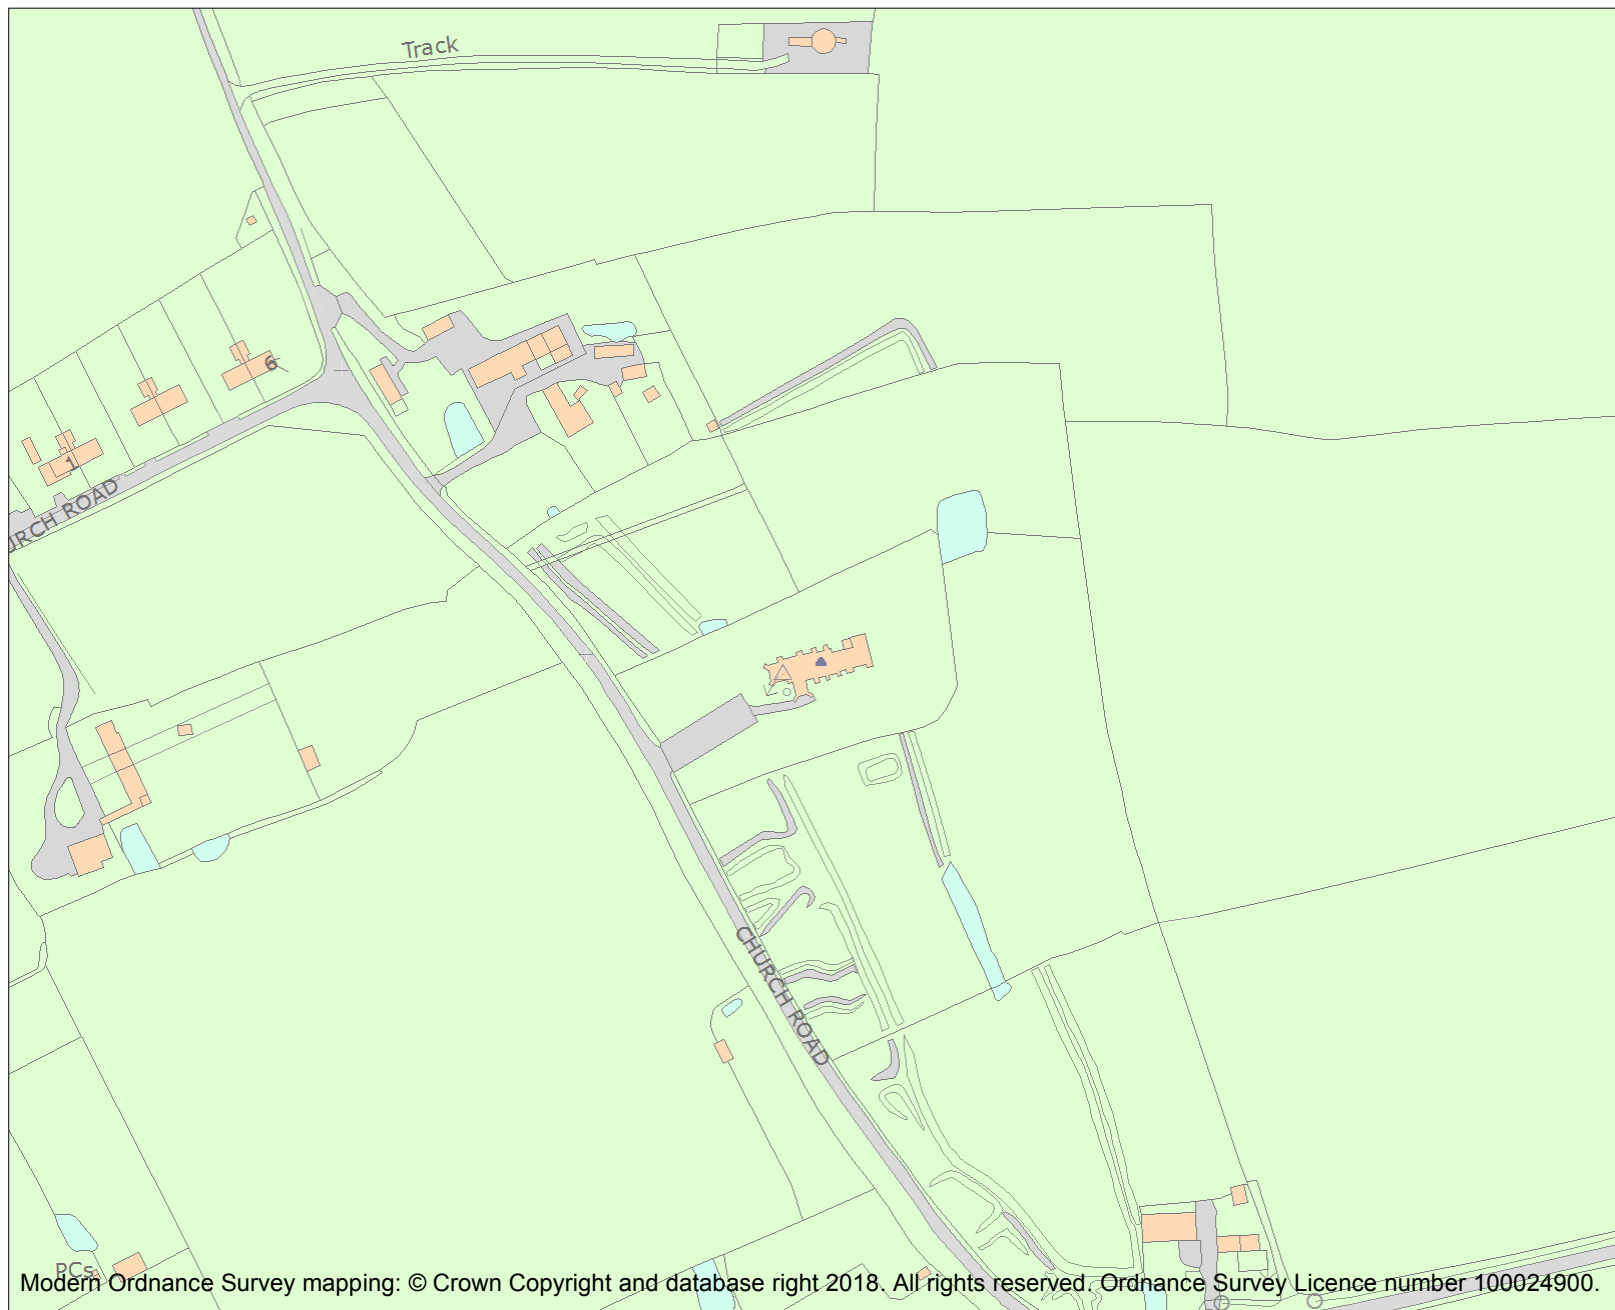 Track
6
1
URCH ROAD
CHURCH ROAD
PCs
Modern Ordnance Survey mapping: © Crown Copyright and database right 2018. All rights reserved. Ordnance Survey Licence number 100024900.